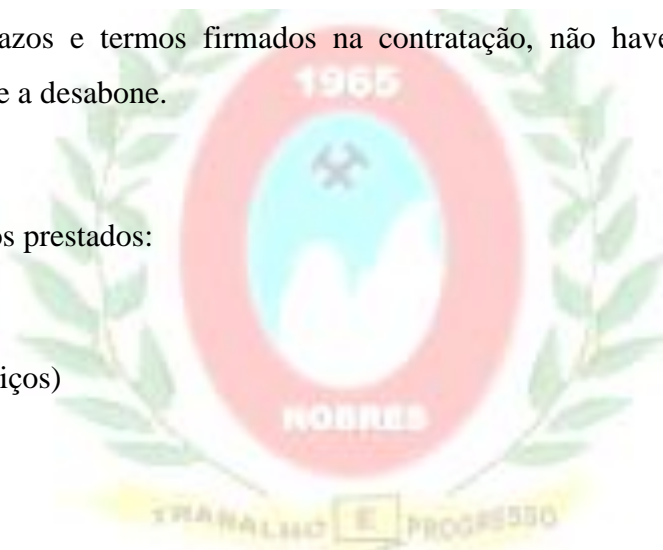 azos e termos firmados na contratação, não have
e a desabone.
1965
os prestados:
iços)
NOBRES
TRABALHO E PROGRESSO